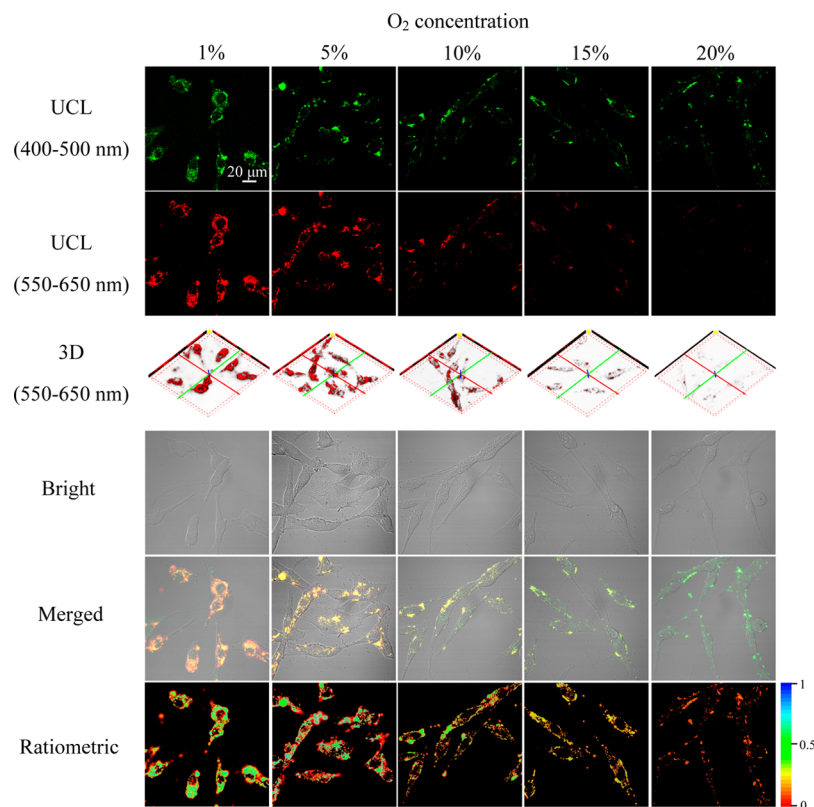 O₂ concentration
1% 5% 10% 15% 20%
UCL
(400-500 nm)
20 μm
UCL
(550-650 nm)
3D
(550-650 nm)
Bright
Merged
Ratiometric
1
0.5
0